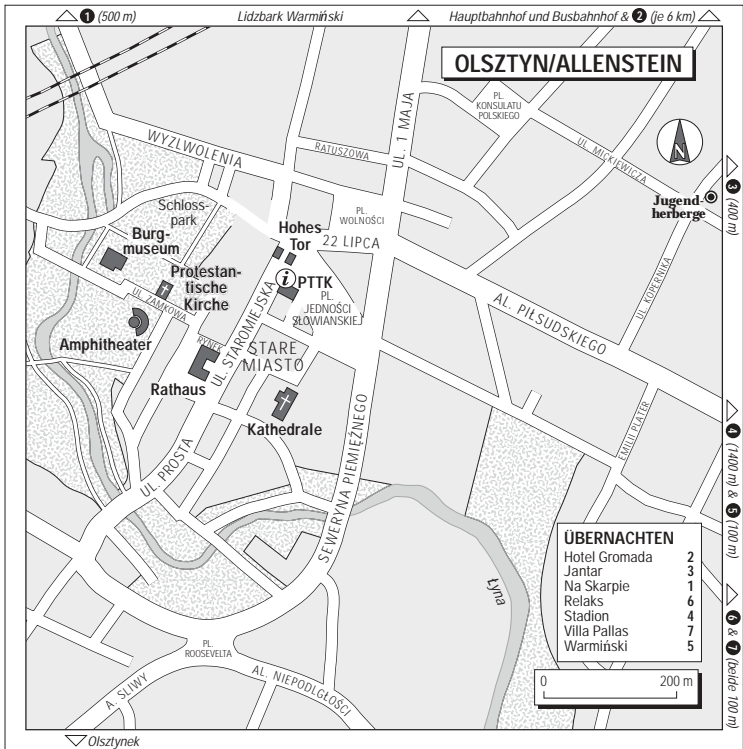 ❶ (500 m)
Lidzbark Warmiński
Hauptbahnhof und Busbahnhof & ❷ (je 6 km)
OLSZTYN/ALLENSTEIN
PL.
KONSULATU
POLSKIEGO
UL. 1 MAJA
WYZLWOLENIA
RATUSZOWA
UL. MICKIEWICZA
N
❸ (400 m)
Jugend-
herberge
Schloss-
park
PL.
WOLNOŚCI
Burg-
museum
Hohes
Tor
22 LIPCA
UL. KOPERNIKA
Protestan-
tische
Kirche
i
PTTK
PL.
JEDNOŚCI
SŁOWIANSKIEJ
AL. PIŁSUDSKIEGO
UL. ZAMKOWA
UL. STAROMIEJSKA
Amphitheater
RYNEK
STARE
MIASTO
Rathaus
Kathedrale
EMILII PLATER
❹ (1400 m) & ❺ (100 m)
UL. PROSTA
SEWERYNA PIEMIĘŻNEGO
Łyna
ÜBERNACHTEN
Hotel Gromada 2
Jantar 3
Na Skarpie 1
Relaks 6
Stadion 4
Villa Pallas 7
Warmiński 5
❻ & ❼ (beide 100 m)
PL.
ROOSEVELTA
A. SLIWY
AL. NIEPODLGŁOŚCI
0 200 m
Olsztynek